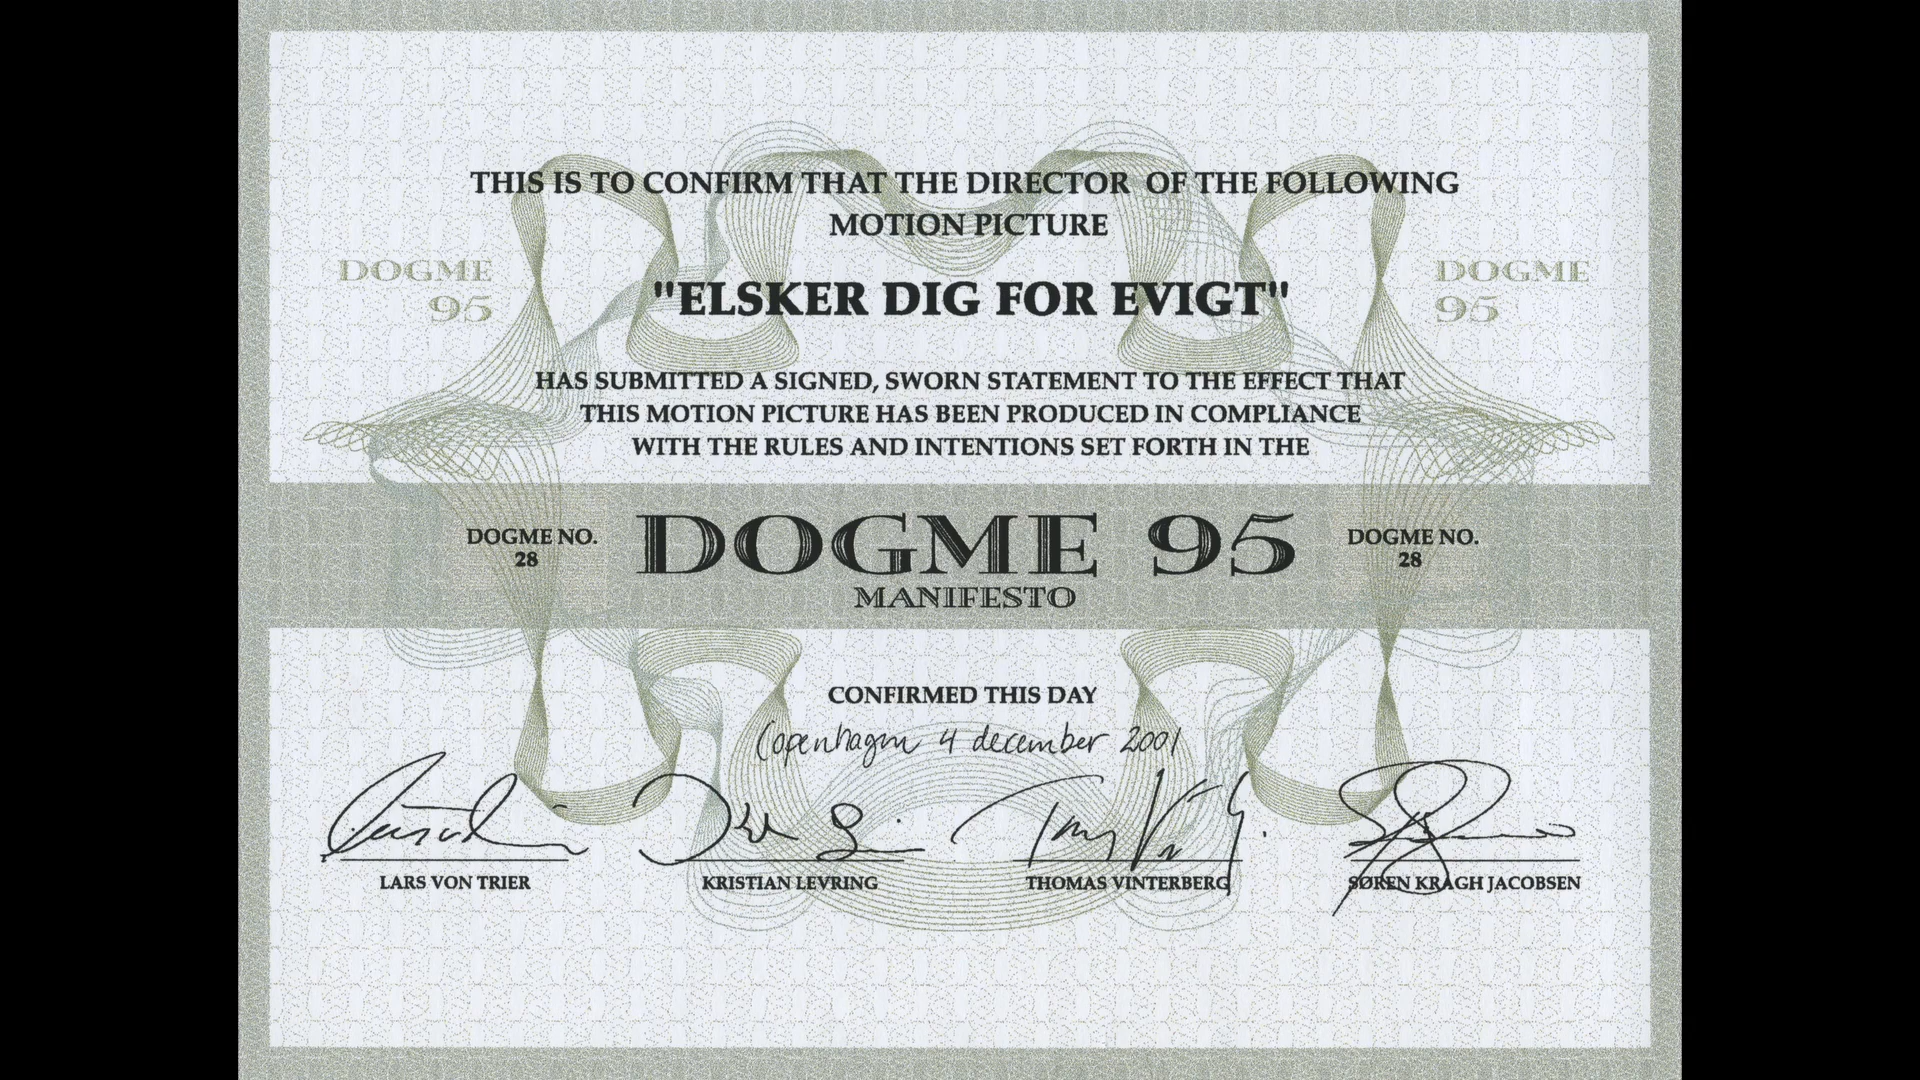 THIS IS TO CONFIRM THAT THE DIRECTOR OF THE FOLLOWING
MOTION PICTURE
DOGME
95
"ELSKER DIG FOR EVIGT"
DOGME
95
HAS SUBMITTED A SIGNED, SWORN STATEMENT TO THE EFFECT THAT
THIS MOTION PICTURE HAS BEEN PRODUCED IN COMPLIANCE
WITH THE RULES AND INTENTIONS SET FORTH IN THE
DOGME NO.
28
DOGME 95
MANIFESTO
DOGME NO.
28
CONFIRMED THIS DAY
Copenhagen 4 december 2001
LARS VON TRIER
KRISTIAN LEVRING
THOMAS VINTERBERG
SØREN KRAGH JACOBSEN